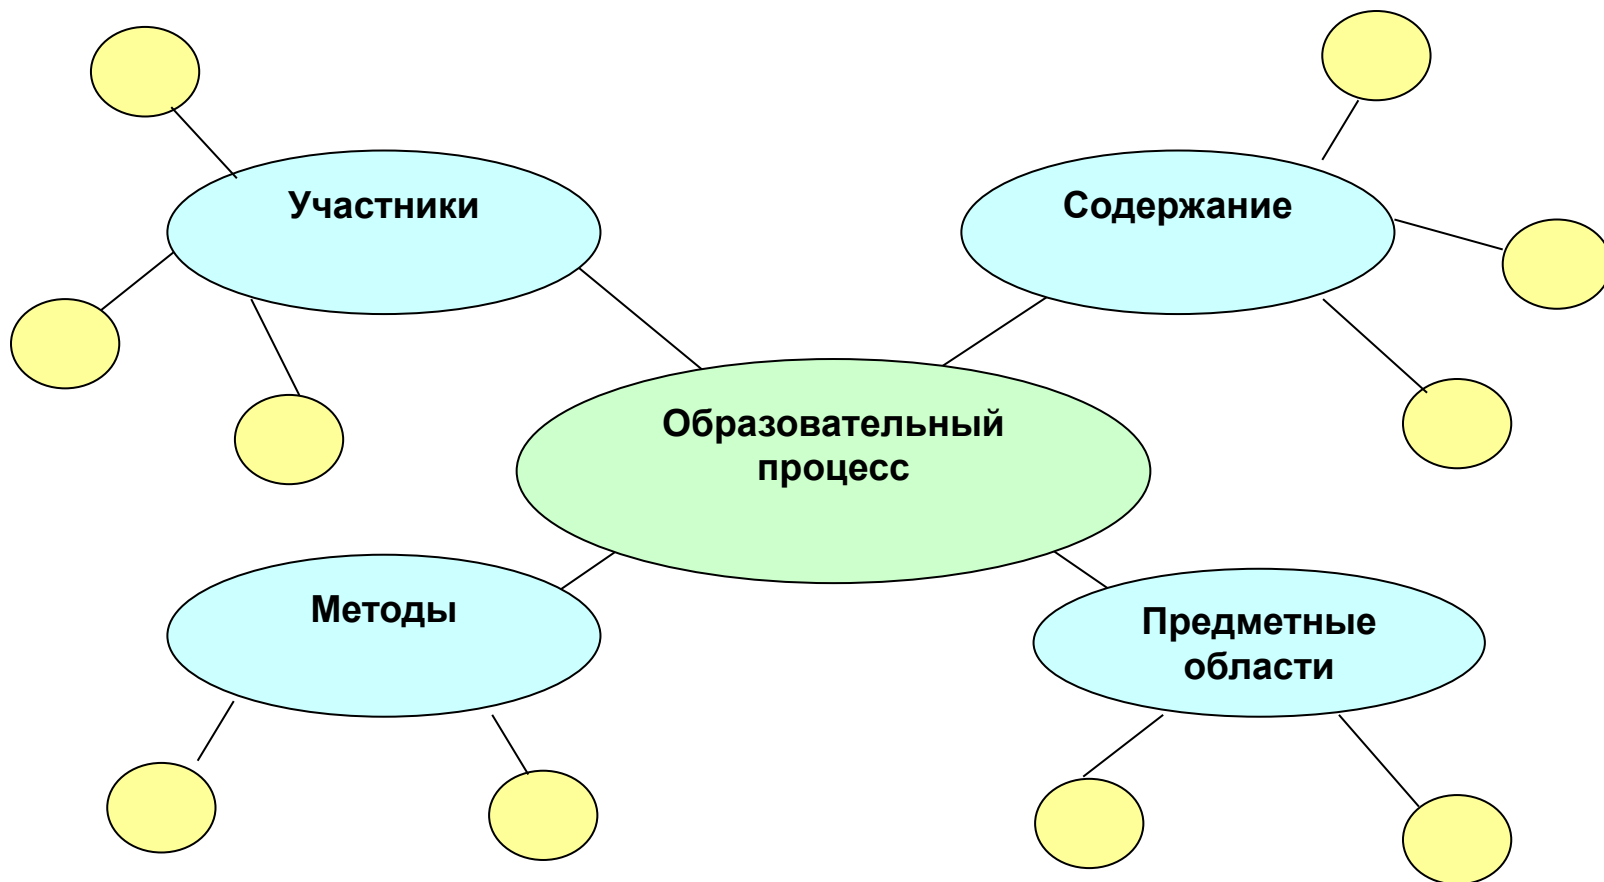 Участники
Содержание
Образовательный
процесс
Методы
Предметные
области